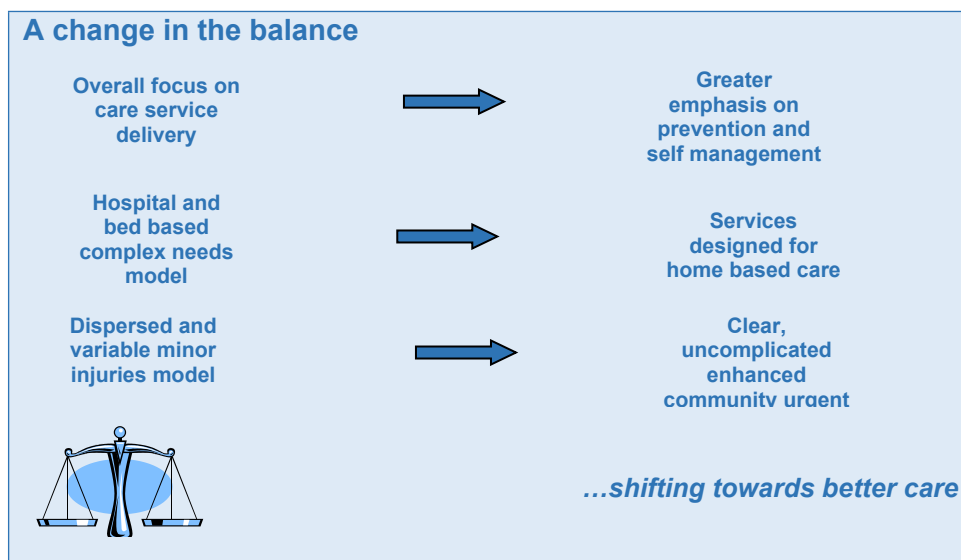 A change in the balance
Overall focus on
care service
delivery
Greater
emphasis on
prevention and
self management
Hospital and
bed based
complex needs
model
Services
designed for
home based care
Dispersed and
variable minor
injuries model
Clear,
uncomplicated
enhanced
community urgent
...shifting towards better care